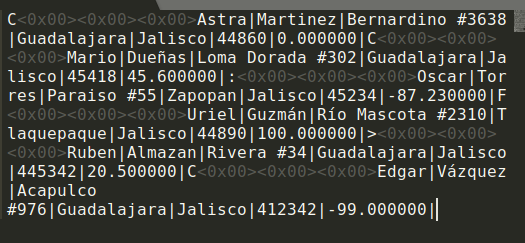 C<0x00><0x00><0x00>Astra|Martinez|Bernardino #3638
|Guadalajara|Jalisco|44860|0.000000|C<0x00><0x00>
<0x00>Mario|Dueñas|Loma Dorada #302|Guadalajara|Ja
lisco|45418|45.600000|:<0x00><0x00><0x00>Oscar|Tor
res|Paraiso #55|Zapopan|Jalisco|45234|-87.230000|F
<0x00><0x00><0x00>Uriel|Guzmán|Río Mascota #2310|T
laquepaque|Jalisco|44890|100.000000|><0x00><0x00>
<0x00>Ruben|Almazan|Rivera #34|Guadalajara|Jalisco
|445342|20.500000|C<0x00><0x00><0x00>Edgar|Vázquez
|Acapulco
#976|Guadalajara|Jalisco|412342|-99.000000|